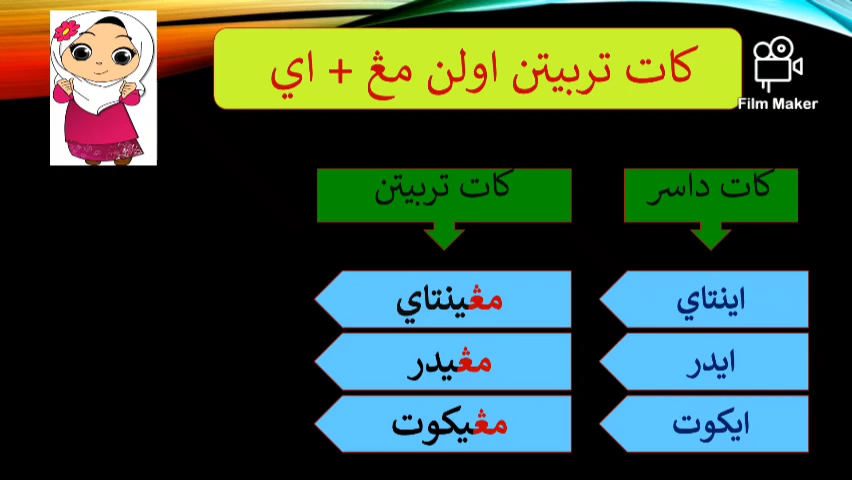 كات تربيتن اولن مڠ + اي
Film Maker
كات داسر
كات تربيتن
اينتاي
مڠينتاي
ايدر
مڠيدر
ايكوت
مڠيكوت